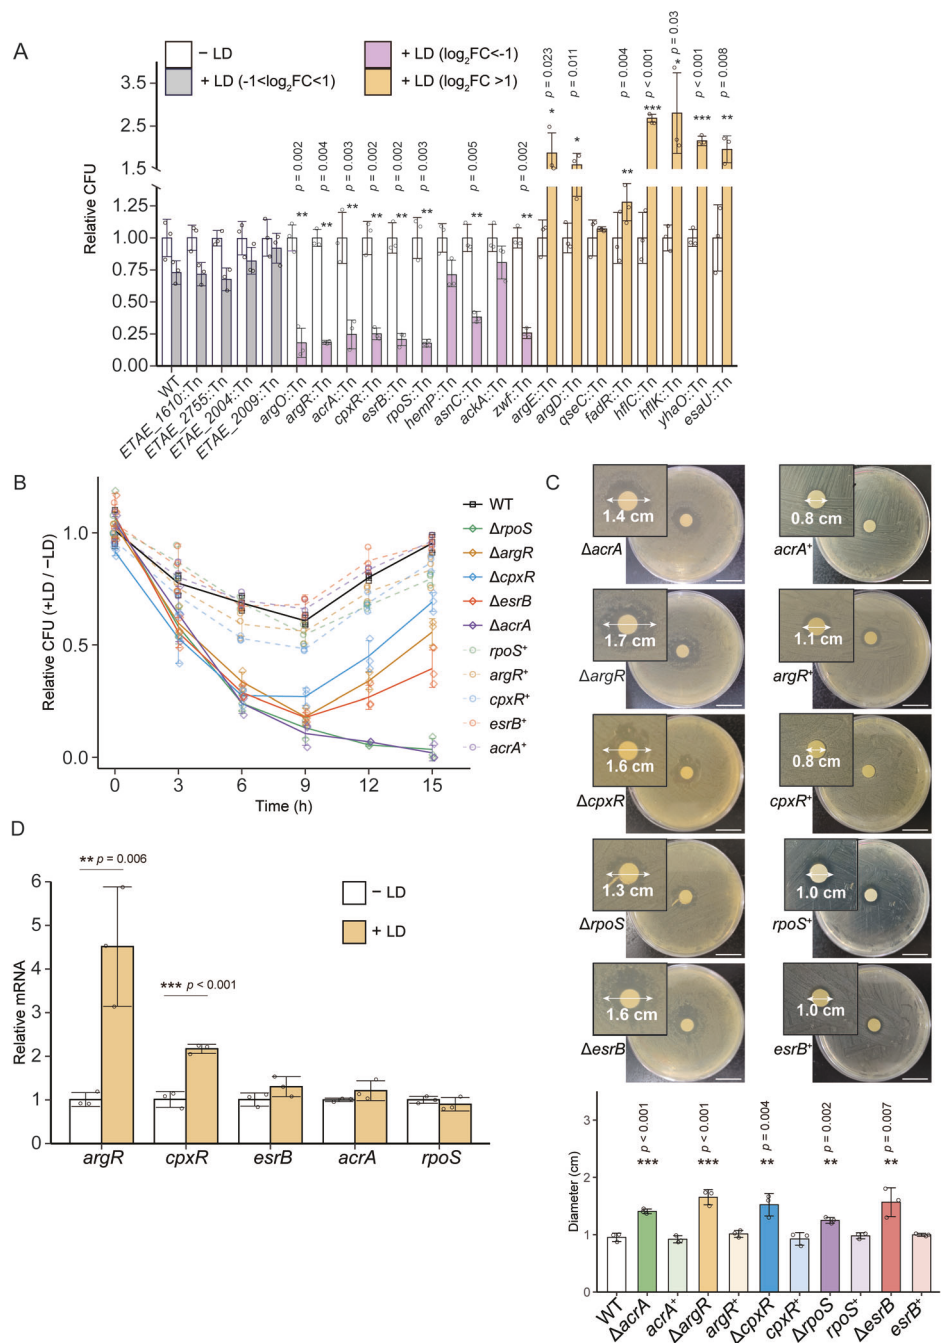 A
– LD
+ LD (-1<log₂FC<1)
+ LD (log₂FC<-1)
+ LD (log₂FC >1)
Relative CFU
3.5
2.5
1.5
1.25
1.00
0.75
0.50
0.25
0.00
p = 0.002
p = 0.004
p = 0.003
p = 0.002
p = 0.002
p = 0.003
p = 0.005
p = 0.002
p = 0.023
p = 0.011
p = 0.004
p < 0.001
p = 0.03
p < 0.001
p = 0.008
** ** ** ** ** ** ** ** * * ** *** * *** **
WT
ETAE_1610::Tn
ETAE_2755::Tn
ETAE_2004::Tn
ETAE_2009::Tn
argO::Tn
argR::Tn
acrA::Tn
cpxR::Tn
esrB::Tn
rpoS::Tn
hemP::Tn
asnC::Tn
ackA::Tn
zwf::Tn
argE::Tn
argD::Tn
qseC::Tn
fadR::Tn
hflC::Tn
hflK::Tn
yhaO::Tn
esaU::Tn
B
Relative CFU (+LD / −LD)
1.0
0.5
0.0
0 3 6 9 12 15
Time (h)
WT
ΔrpoS
ΔargR
ΔcpxR
ΔesrB
ΔacrA
rpoS⁺
argR⁺
cpxR⁺
esrB⁺
acrA⁺
C
1.4 cm
ΔacrA
0.8 cm
acrA⁺
1.7 cm
ΔargR
1.1 cm
argR⁺
1.6 cm
ΔcpxR
0.8 cm
cpxR⁺
1.3 cm
ΔrpoS
1.0 cm
rpoS⁺
1.6 cm
ΔesrB
1.0 cm
esrB⁺
Diameter (cm)
3
2
1
0
p < 0.001
p < 0.001
p = 0.004
p = 0.002
p = 0.007
*** *** ** ** **
WT
ΔacrA
acrA⁺
ΔargR
argR⁺
ΔcpxR
cpxR⁺
ΔrpoS
rpoS⁺
ΔesrB
esrB⁺
D
Relative mRNA
6
5
4
3
2
1
0
** p = 0.006
*** p < 0.001
– LD
+ LD
argR cpxR esrB acrA rpoS